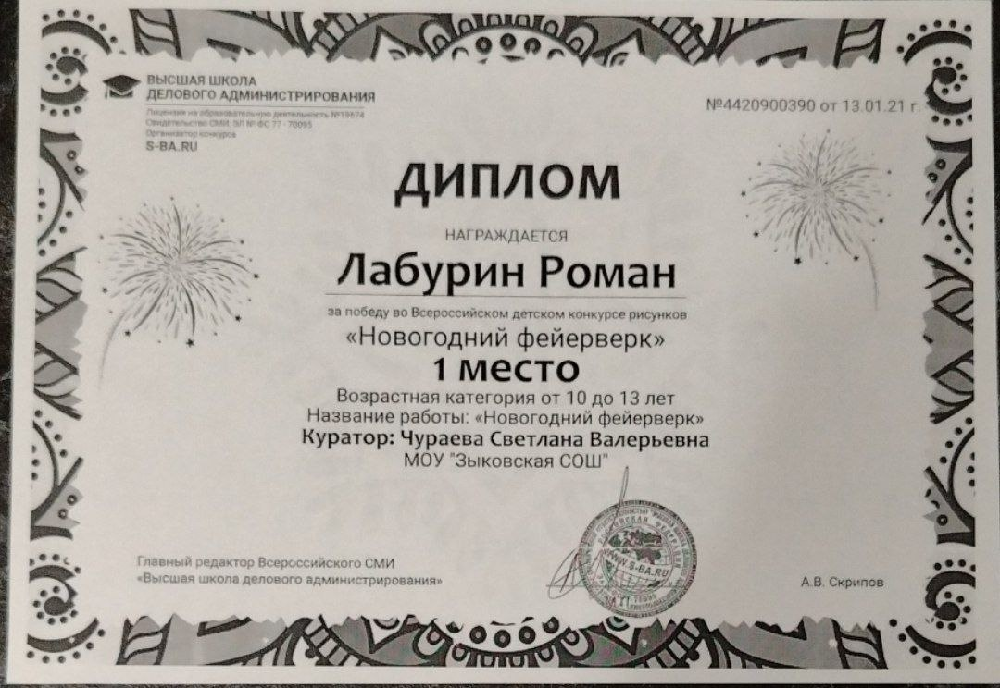 ВЫСШАЯ ШКОЛА
ДЕЛОВОГО АДМИНИСТРИРОВАНИЯ
Лицензия на образовательную деятельность №19674
Свидетельство СМИ: ЭЛ № ФС 77 - 70095
Организатор конкурса
S-BA.RU
№4420900390 от 13.01.21 г.
ДИПЛОМ
НАГРАЖДАЕТСЯ
Лабурин Роман
за победу во Всероссийском детском конкурсе рисунков
«Новогодний фейерверк»
1 место
Возрастная категория от 10 до 13 лет
Название работы: «Новогодний фейерверк»
Куратор: Чураева Светлана Валерьевна
МОУ "Зыковская СОШ"
РОССИЙСКАЯ ФЕДЕРАЦИЯ
WWW.S-BA.RU
Главный редактор Всероссийского СМИ
«Высшая школа делового администрирования»
А.В. Скрипов